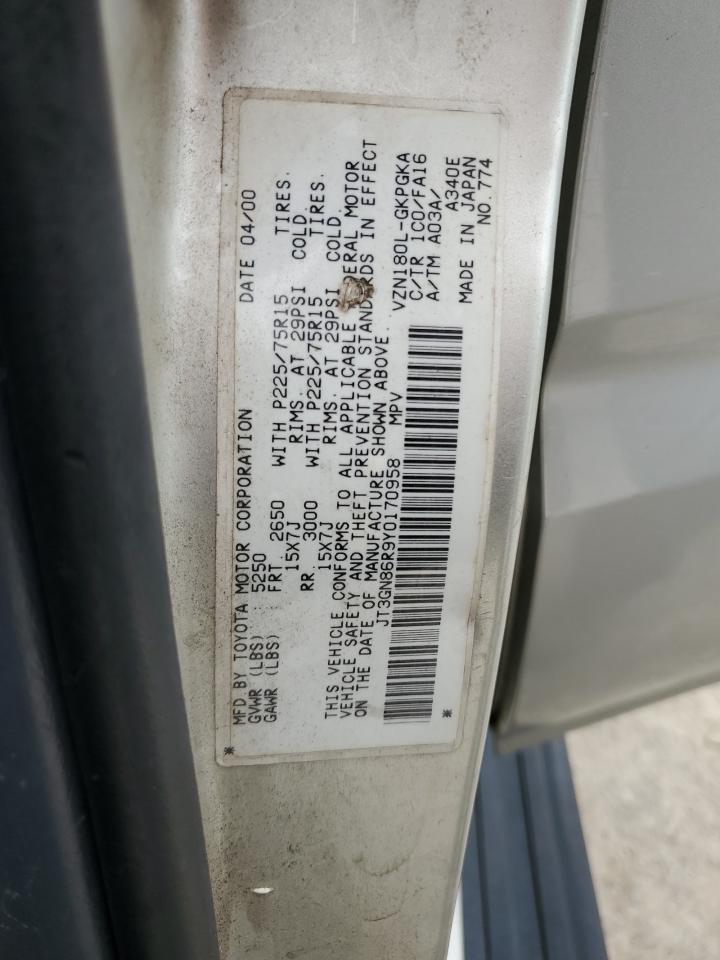 MFD. BY TOYOTA MOTOR CORPORATION DATE 04/00
GVWR (LBS) : 5250
GAWR (LBS) FRT. 2650 WITH P225/75R15 TIRES.
15X7J RIMS. AT 29PSI COLD.
RR. 3000 WITH P225/75R15 TIRES.
15X7J RIMS. AT 29PSI COLD.
THIS VEHICLE CONFORMS TO ALL APPLICABLE MOTOR
VEHICLE SAFETY AND THEFT PREVENTION STANDARDS IN EFFECT
ON THE DATE OF MANUFACTURE SHOWN ABOVE.
JT3GN86R9Y0170958 MPV
VZN180L-GKPGKA
C/TR 1C0/FA16
A/TM A03A/
A340E
MADE IN JAPAN
NO. 774